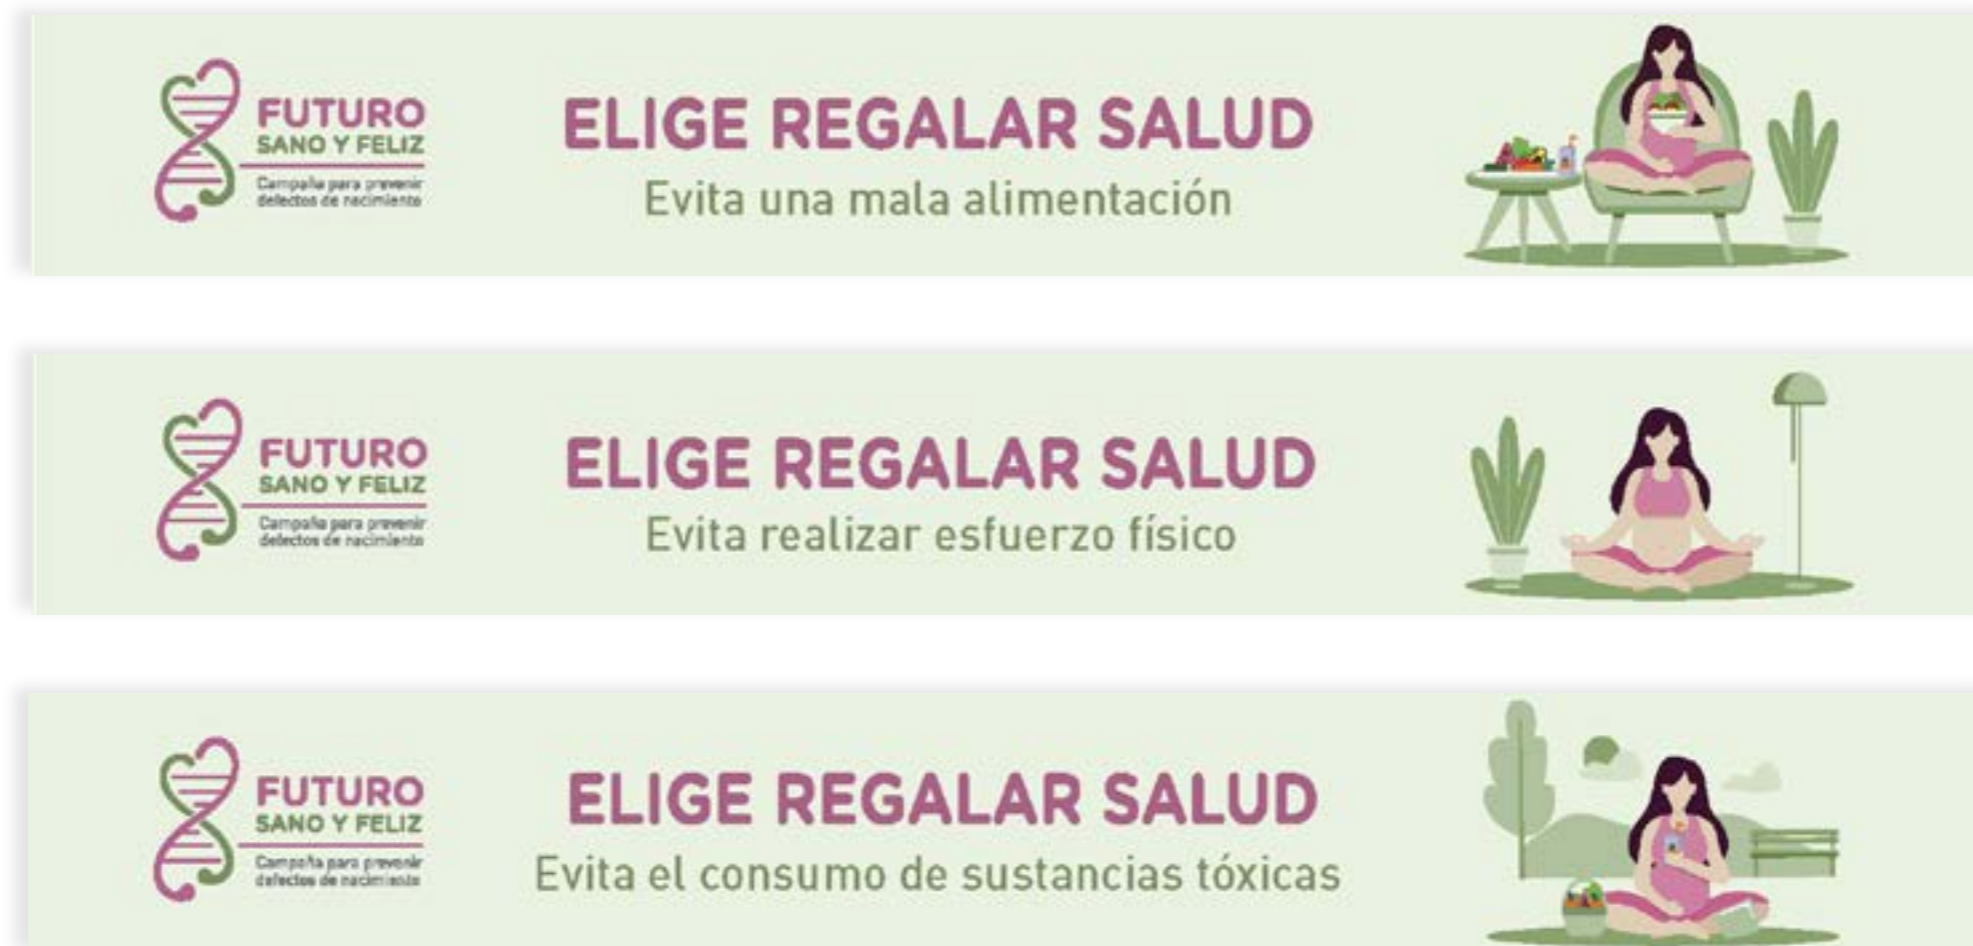 FUTURO
SANO Y FELIZ
Campaña para prevenir
defectos de nacimiento
ELIGE REGALAR SALUD
Evita una mala alimentación
FUTURO
SANO Y FELIZ
Campaña para prevenir
defectos de nacimiento
ELIGE REGALAR SALUD
Evita realizar esfuerzo físico
FUTURO
SANO Y FELIZ
Campaña para prevenir
defectos de nacimiento
ELIGE REGALAR SALUD
Evita el consumo de sustancias tóxicas